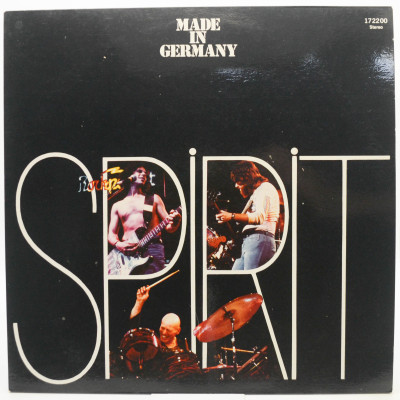 MADE
IN
GERMANY
172200
Stereo
SPiRiT